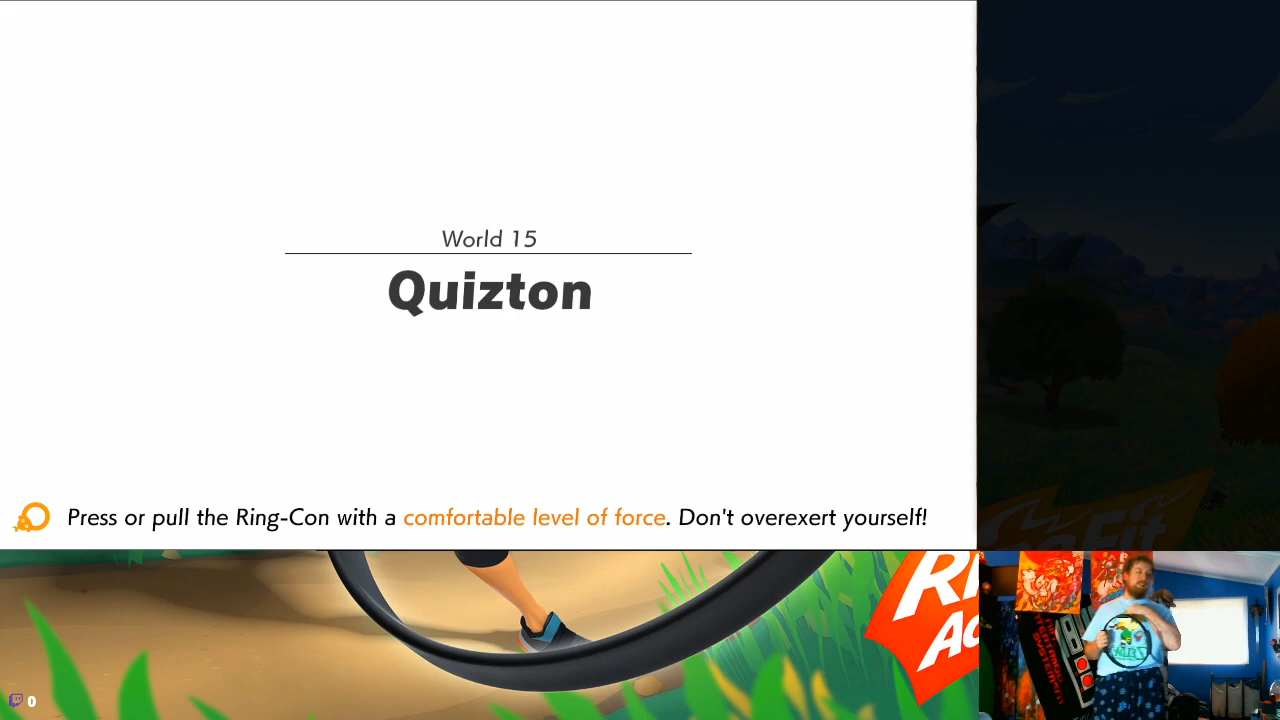 World 15
Quizton
Press or pull the Ring-Con with a comfortable level of force. Don't overexert yourself!
0